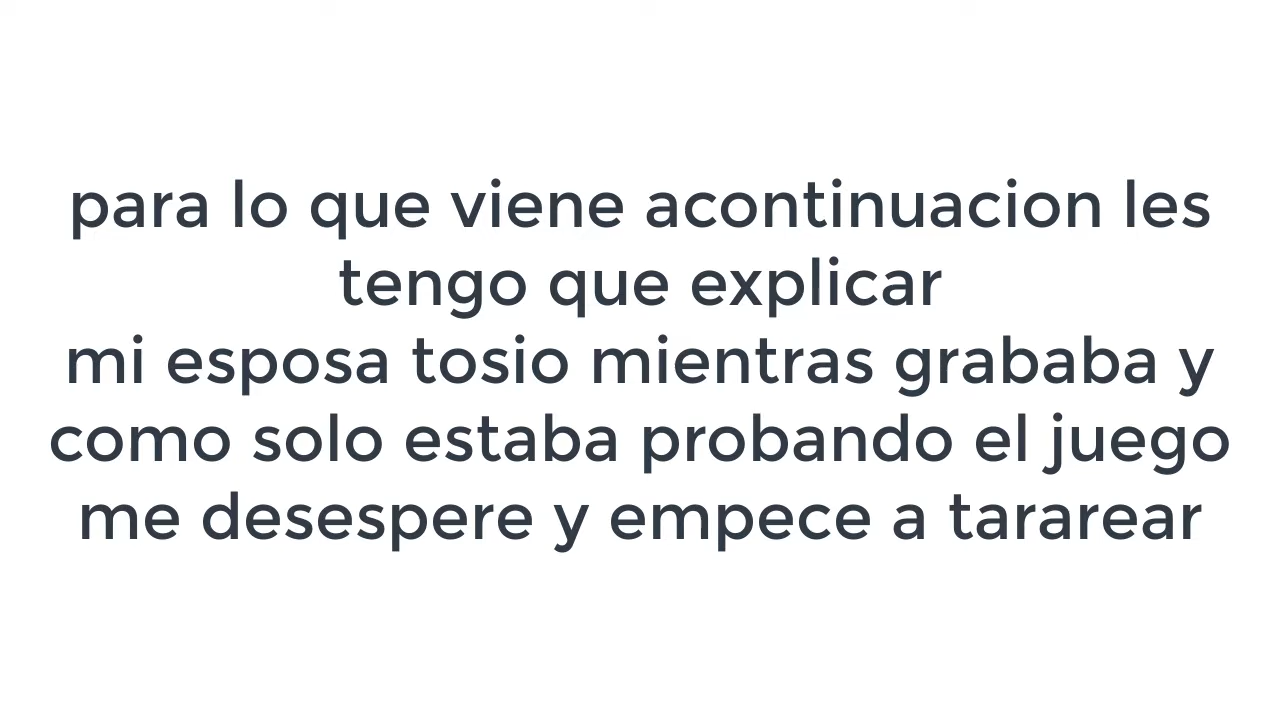 para lo que viene acontinuacion les
tengo que explicar
mi esposa tosio mientras grababa y
como solo estaba probando el juego
me desespere y empece a tararear